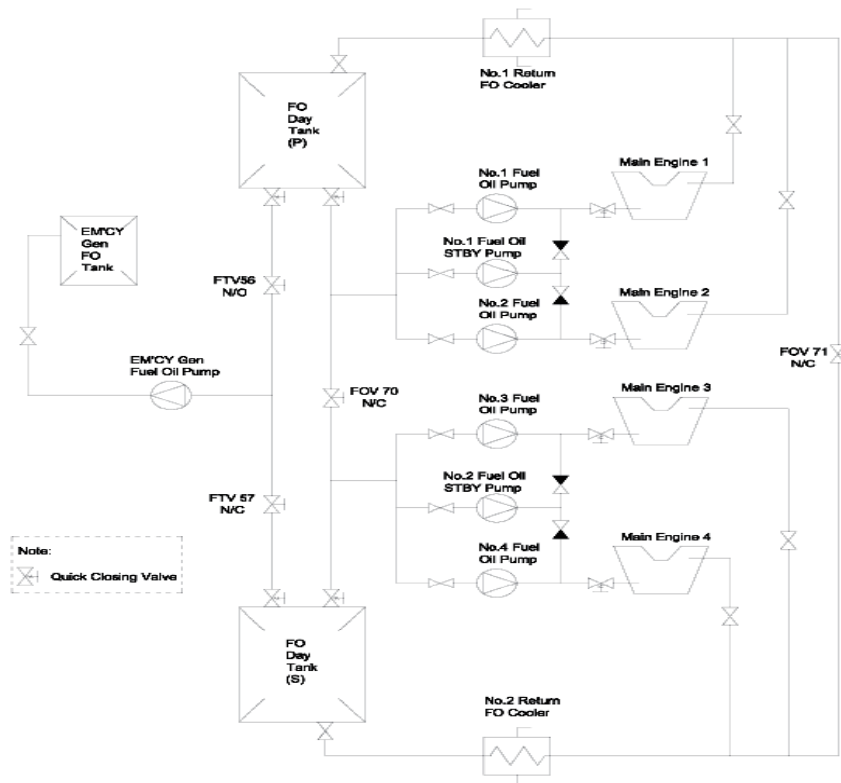 No.1 Return
FO Cooler
FO
Day
Tank
(P)
Main Engine 1
No.1 Fuel
Oil Pump
EM'CY
Gen
FO
Tank
No.1 Fuel Oil
STBY Pump
FTV56
N/O
Main Engine 2
No.2 Fuel
Oil Pump
FOV 71
N/C
EM'CY Gen
Fuel Oil Pump
FOV 70
N/C
Main Engine 3
No.3 Fuel
Oil Pump
No.2 Fuel Oil
STBY Pump
FTV 57
N/C
Main Engine 4
No.4 Fuel
Oil Pump
Note:
Quick Closing Valve
FO
Day
Tank
(S)
No.2 Return
FO Cooler